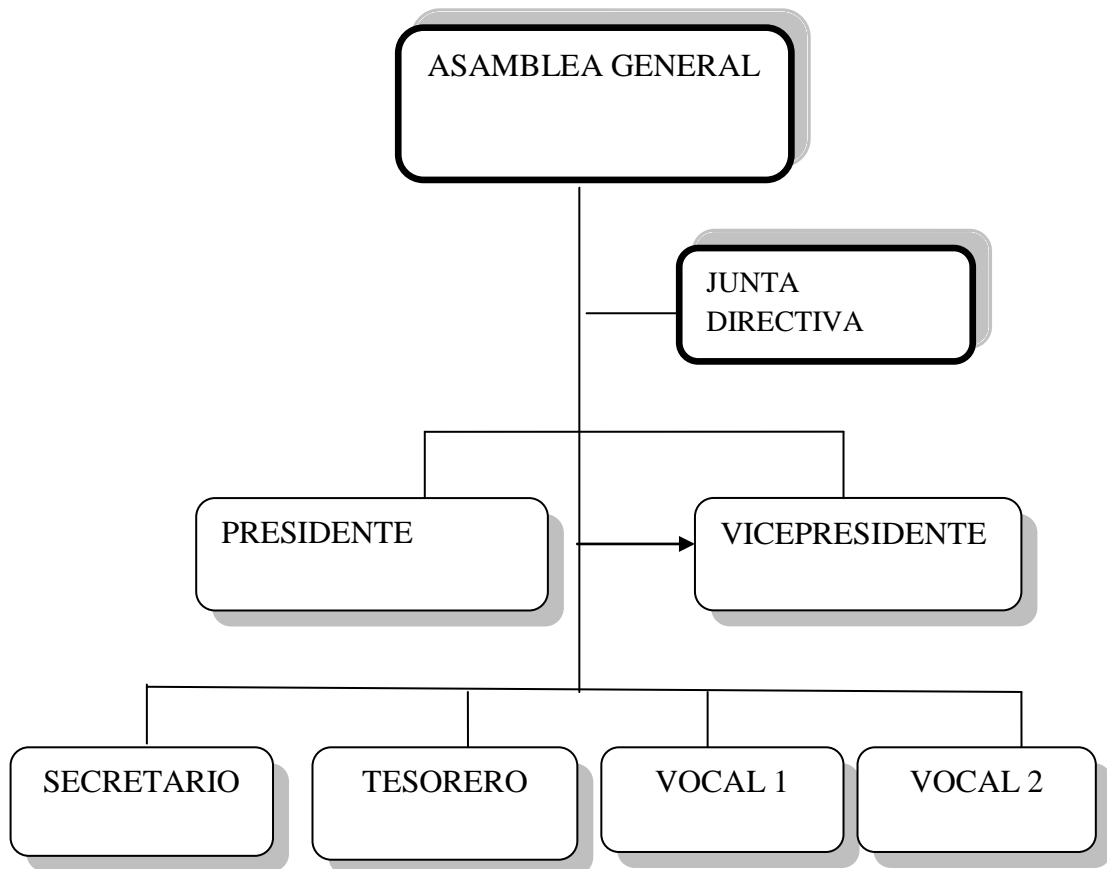 ASAMBLEA GENERAL
JUNTA
DIRECTIVA
PRESIDENTE
VICEPRESIDENTE
SECRETARIO
TESORERO
VOCAL 1
VOCAL 2